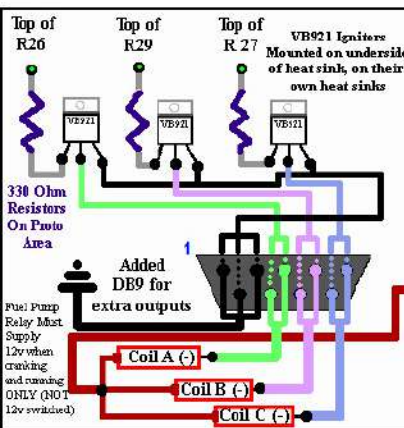 Top of
R26
Top of
R29
Top of
R 27
VB921 Ignitors
Mounted on underside
of heat sink, on their
own heat sinks
VB921
VB921
VB921
330 Ohm
Resistors
On Proto
Area
1
Added
DB9 for
extra outputs
Fuel Pump
Relay Must
Supply
12v when
cranking
and running
ONLY (NOT
12v switched)
Coil A (-)
Coil B (-)
Coil C (-)